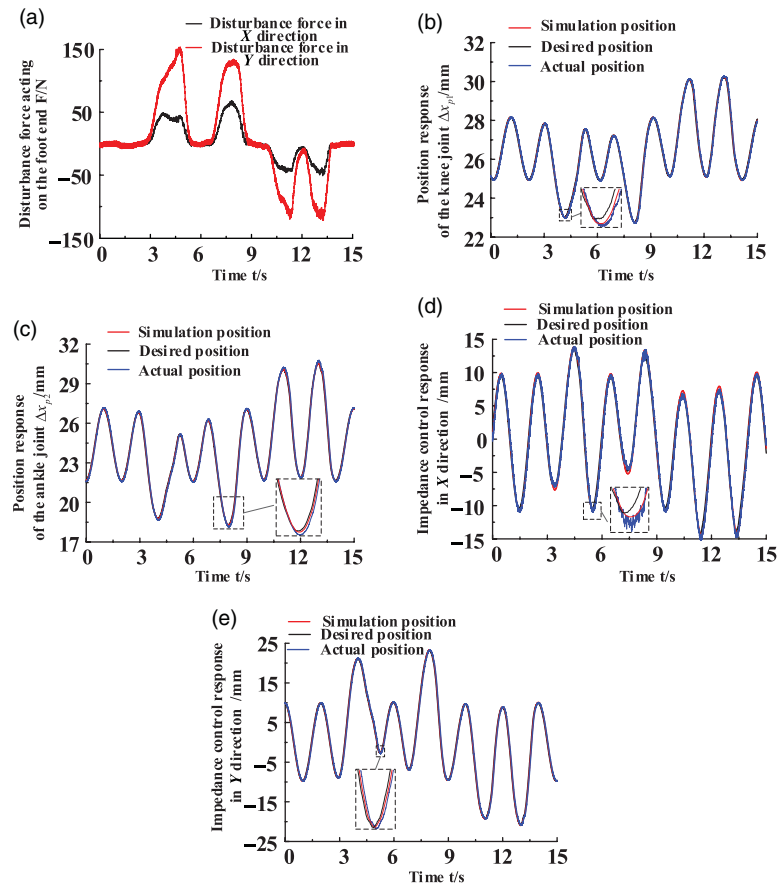 (a)
Disturbance force in
X direction
Disturbance force in
Y direction
Disturbance force acting
on the foot end F/N
150
50
−50
−150
0 3 6 9 12 15
Time t/s
(b)
Simulation position
Desired position
Actual position
Position response
of the knee joint Δxp1/mm
32
30
28
26
24
22
0 3 6 9 12 15
Time t/s
(c)
Simulation position
Desired position
Actual position
Position response
of the ankle joint Δxp2/mm
31
28
24
20
17
0 3 6 9 12 15
Time t/s
(d)
Simulation position
Desired position
Actual position
Impedance control response
in X direction /mm
15
10
5
0
−5
−10
−15
0 3 6 9 12 15
Time t/s
(e)
Simulation position
Desired position
Actual position
Impedance control response
in Y direction /mm
25
15
5
−5
−15
−25
0 3 6 9 12 15
Time t/s